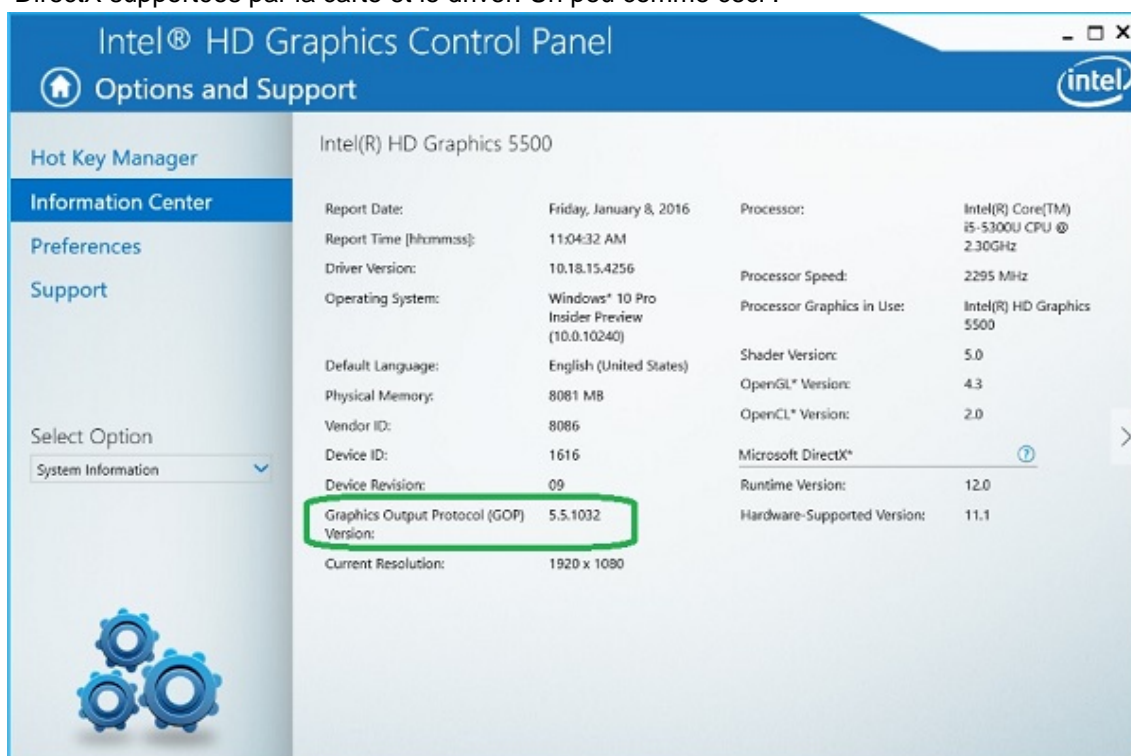 DirectX supportées par la carte et le driver. Un peu comme ceci :
Intel® HD Graphics Control Panel
Options and Support
intel
Hot Key Manager
Information Center
Preferences
Support
Select Option
System Information
Intel(R) HD Graphics 5500
Report Date: Friday, January 8, 2016
Report Time [hh:mm:ss]: 11:04:32 AM
Driver Version: 10.18.15.4256
Operating System: Windows* 10 Pro
Insider Preview
(10.0.10240)
Default Language: English (United States)
Physical Memory: 8081 MB
Vendor ID: 8086
Device ID: 1616
Device Revision: 09
Graphics Output Protocol (GOP) 5.5.1032
Version:
Current Resolution: 1920 x 1080
Processor: Intel(R) Core(TM)
i5-5300U CPU @
2.30GHz
Processor Speed: 2295 MHz
Processor Graphics in Use: Intel(R) HD Graphics
5500
Shader Version: 5.0
OpenGL* Version: 4.3
OpenCL* Version: 2.0
Microsoft DirectX*
Runtime Version: 12.0
Hardware-Supported Version: 11.1